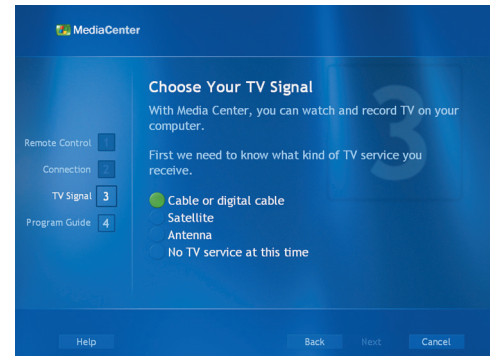 MediaCenter
Choose Your TV Signal
With Media Center, you can watch and record TV on your
computer.
First we need to know what kind of TV service you
receive.
Remote Control 1
Connection 2
TV Signal 3
Program Guide 4
3
Cable or digital cable
Satellite
Antenna
No TV service at this time
Help
Back
Next
Cancel